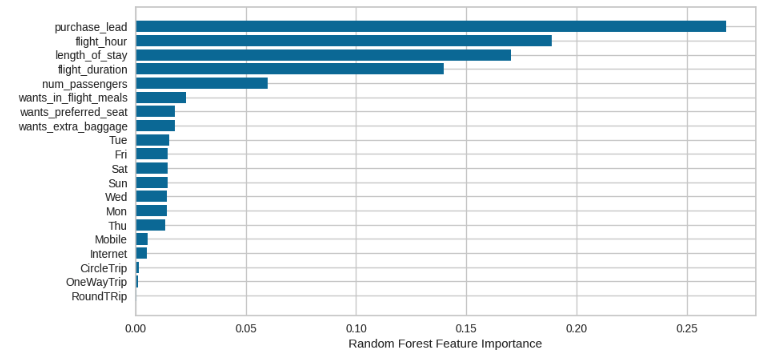 purchase_lead
flight_hour
length_of_stay
flight_duration
num_passengers
wants_in_flight_meals
wants_preferred_seat
wants_extra_baggage
Tue
Fri
Sat
Sun
Wed
Mon
Thu
Mobile
Internet
CircleTrip
OneWayTrip
RoundTRip
0.00 0.05 0.10 0.15 0.20 0.25
Random Forest Feature Importance